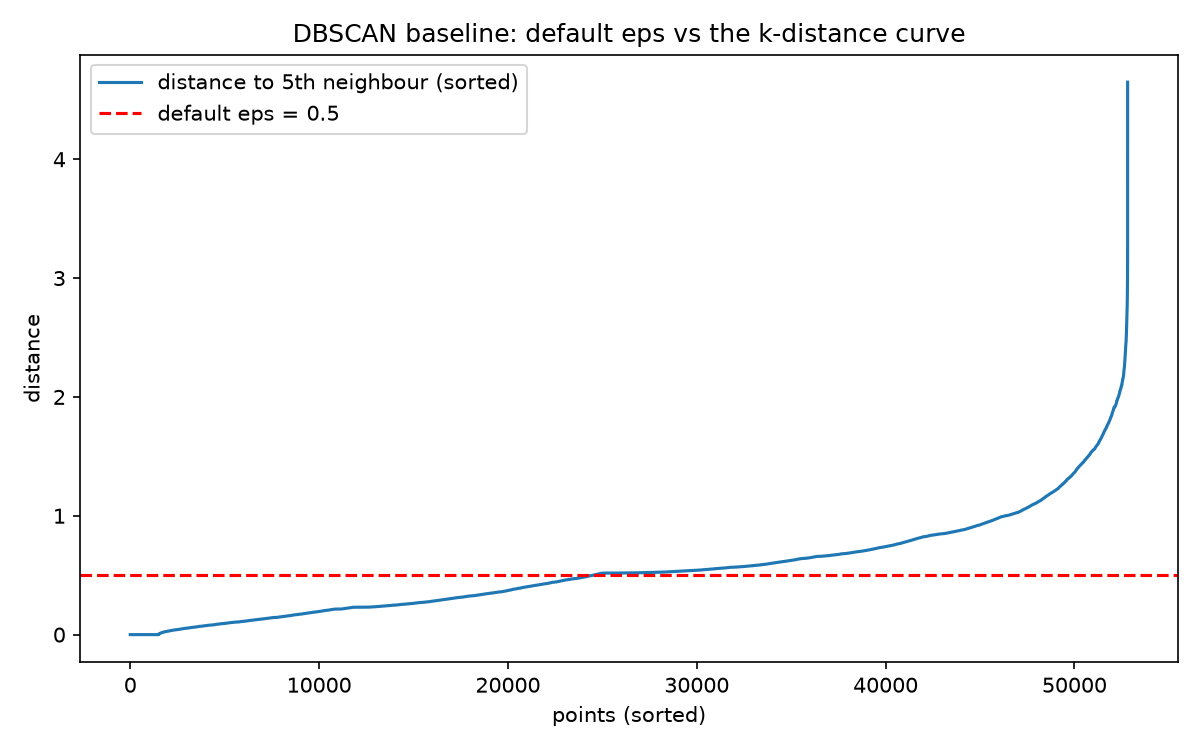 DBSCAN baseline: default eps vs the k-distance curve
distance to 5th neighbour (sorted)
default eps = 0.5
distance
4
3
2
1
0
0
10000
20000
30000
40000
50000
points (sorted)